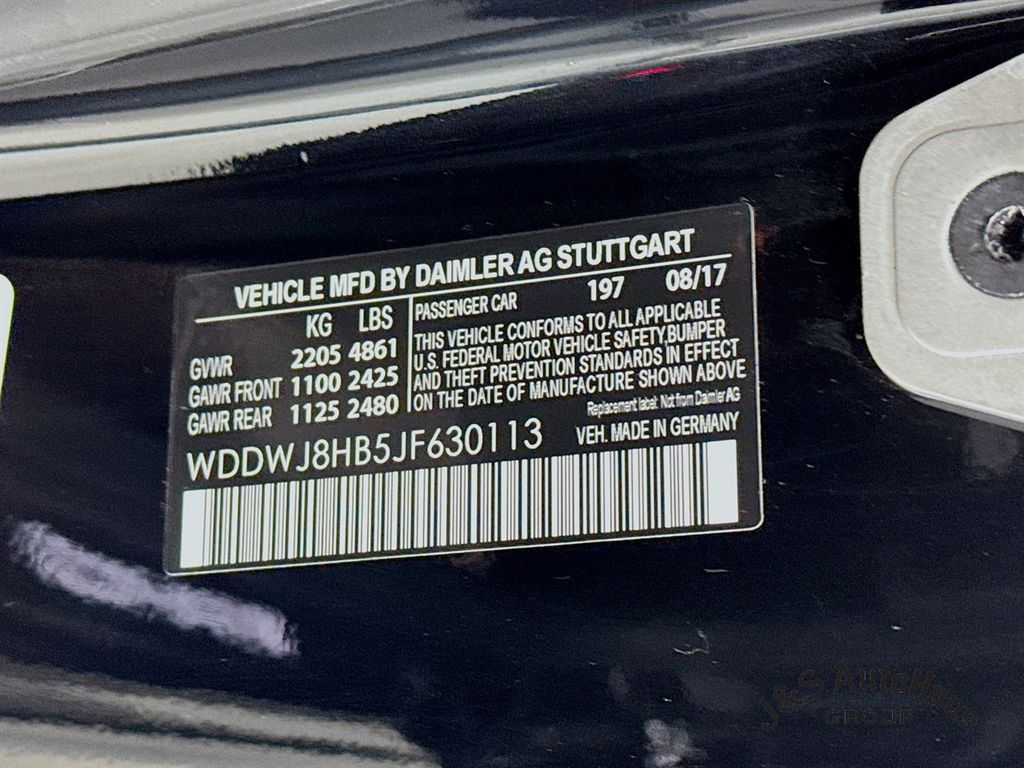 VEHICLE MFD BY DAIMLER AG STUTTGART
KG LBS
GVWR 2205 4861
GAWR FRONT 1100 2425
GAWR REAR 1125 2480
PASSENGER CAR 197 08/17
THIS VEHICLE CONFORMS TO ALL APPLICABLE
U.S. FEDERAL MOTOR VEHICLE SAFETY,BUMPER
AND THEFT PREVENTION STANDARDS IN EFFECT
ON THE DATE OF MANUFACTURE SHOWN ABOVE
Replacement label: Not from Daimler AG
WDDWJ8HB5JF630113
VEH. MADE IN GERMANY
J&S AutoHaus
GROUP